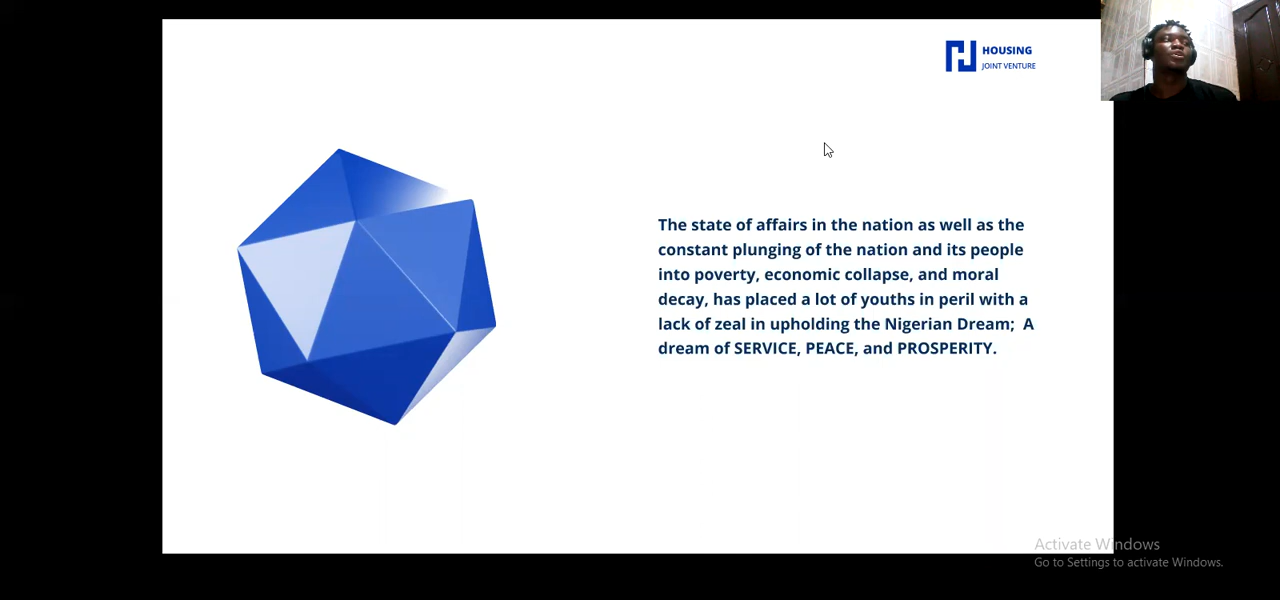 HOUSING
JOINT VENTURE
The state of affairs in the nation as well as the
constant plunging of the nation and its people
into poverty, economic collapse, and moral
decay, has placed a lot of youths in peril with a
lack of zeal in upholding the Nigerian Dream;  A
dream of SERVICE, PEACE, and PROSPERITY.
Activate Windows
Go to Settings to activate Windows.